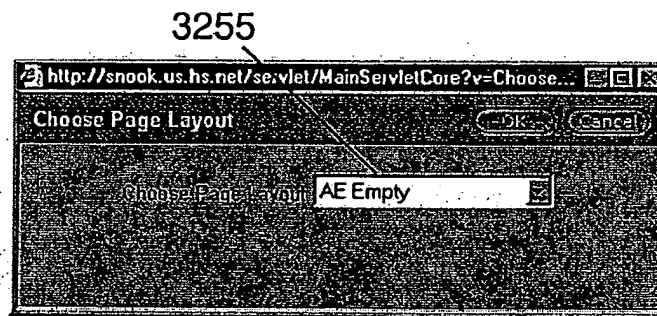 3255
http://snook.us.hs.net/servlet/MainServletCore?v=Choose...
Choose Page Layout OK Cancel
Choose Page Layout AE Empty